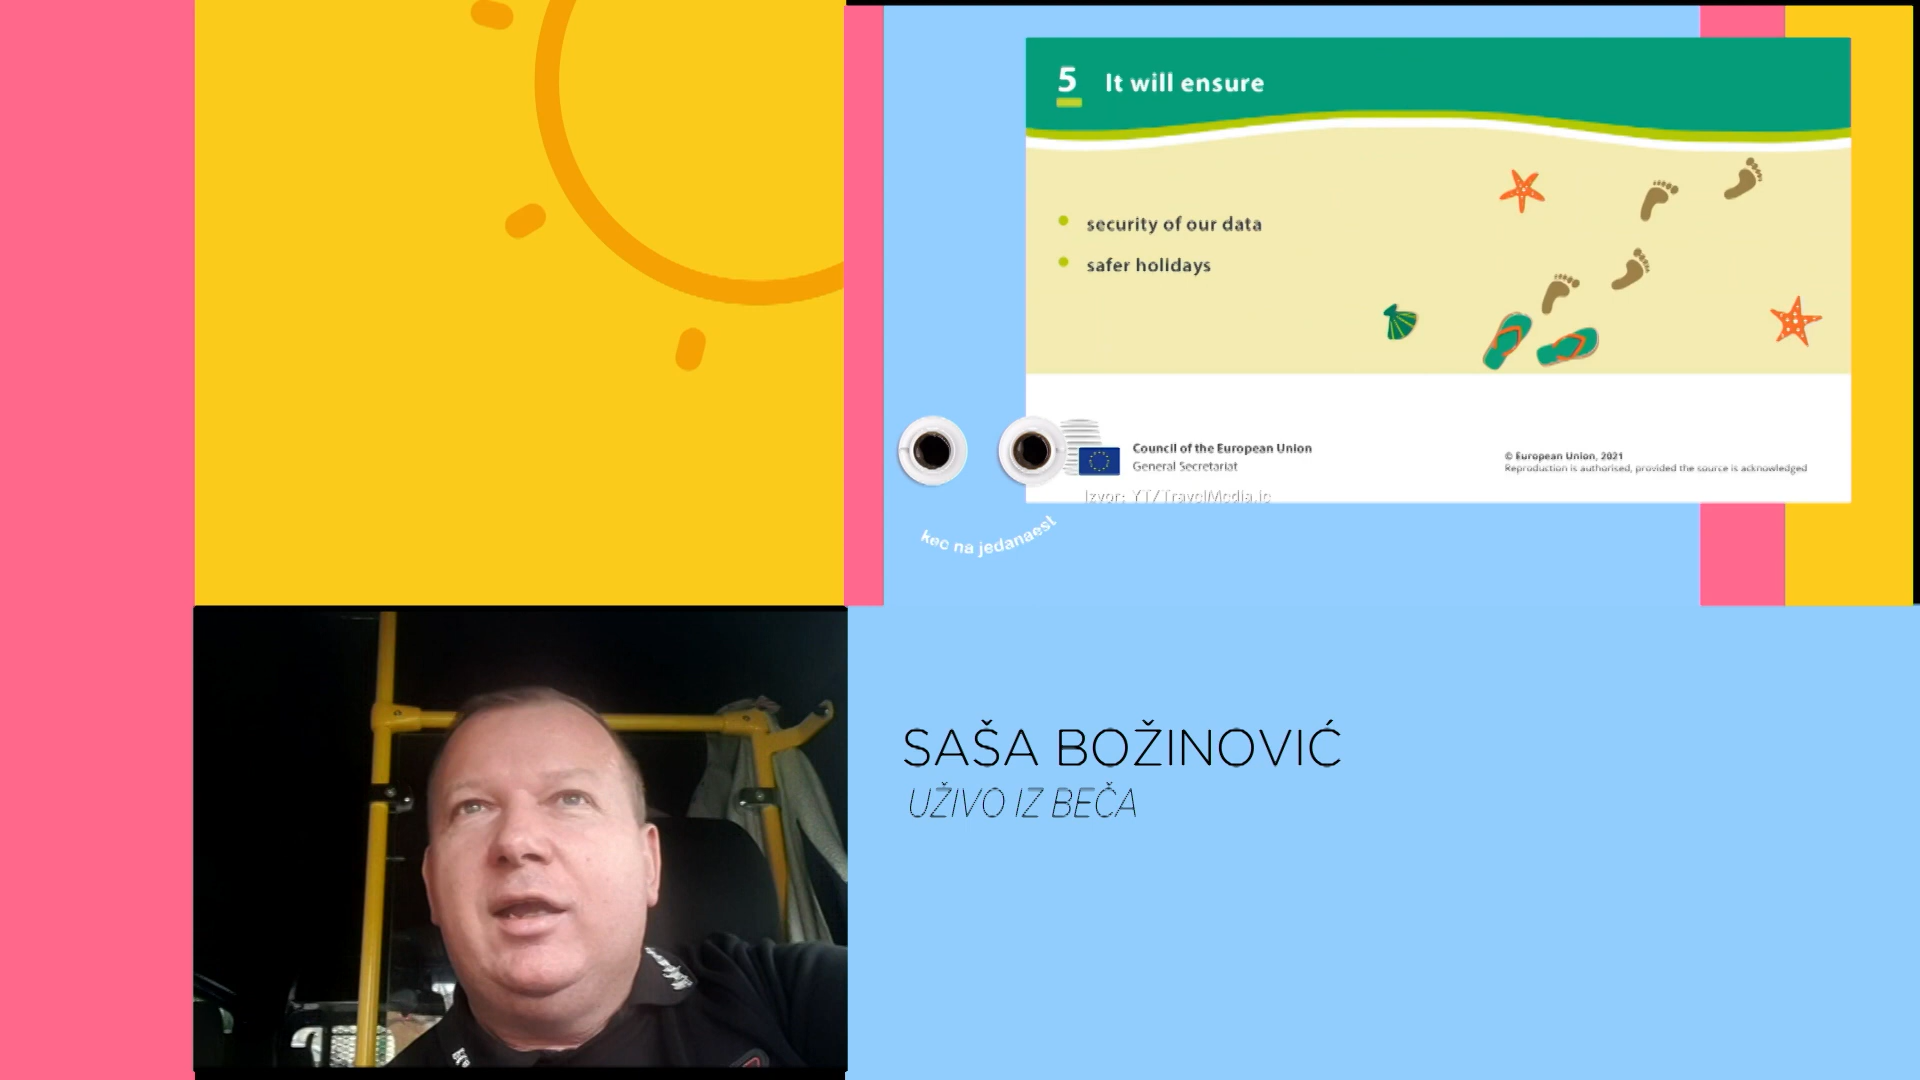 5 It will ensure
security of our data
safer holidays
Council of the European Union
General Secretariat
© European Union, 2021
Reproduction is authorised, provided the source is acknowledged
Izvor: YT/TravelMedia.ie
kec na jedanaest
SAŠA BOŽINOVIĆ
UŽIVO IZ BEČA